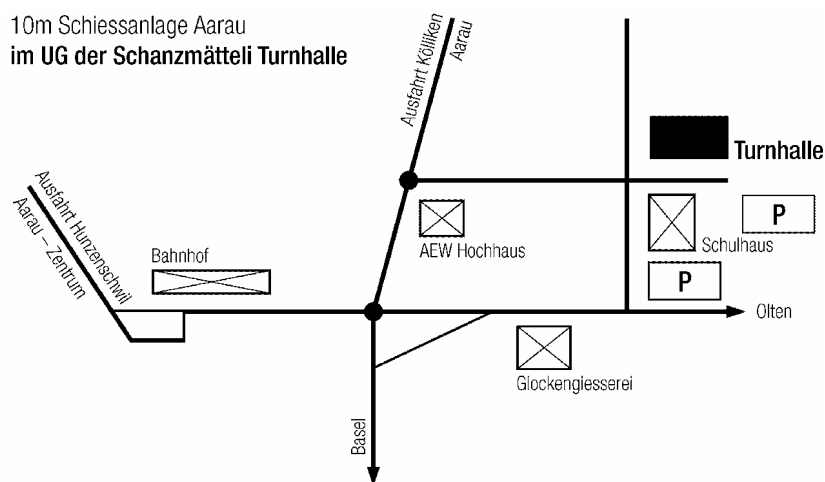 10m Schiessanlage Aarau
im UG der Schanzmätteli Turnhalle
Ausfahrt Kölliken
Aarau
Turnhalle
Ausfahrt Hunzenschwil
Aarau – Zentrum
Bahnhof
AEW Hochhaus
Schulhaus
P
P
Olten
Glockengiesserei
Basel